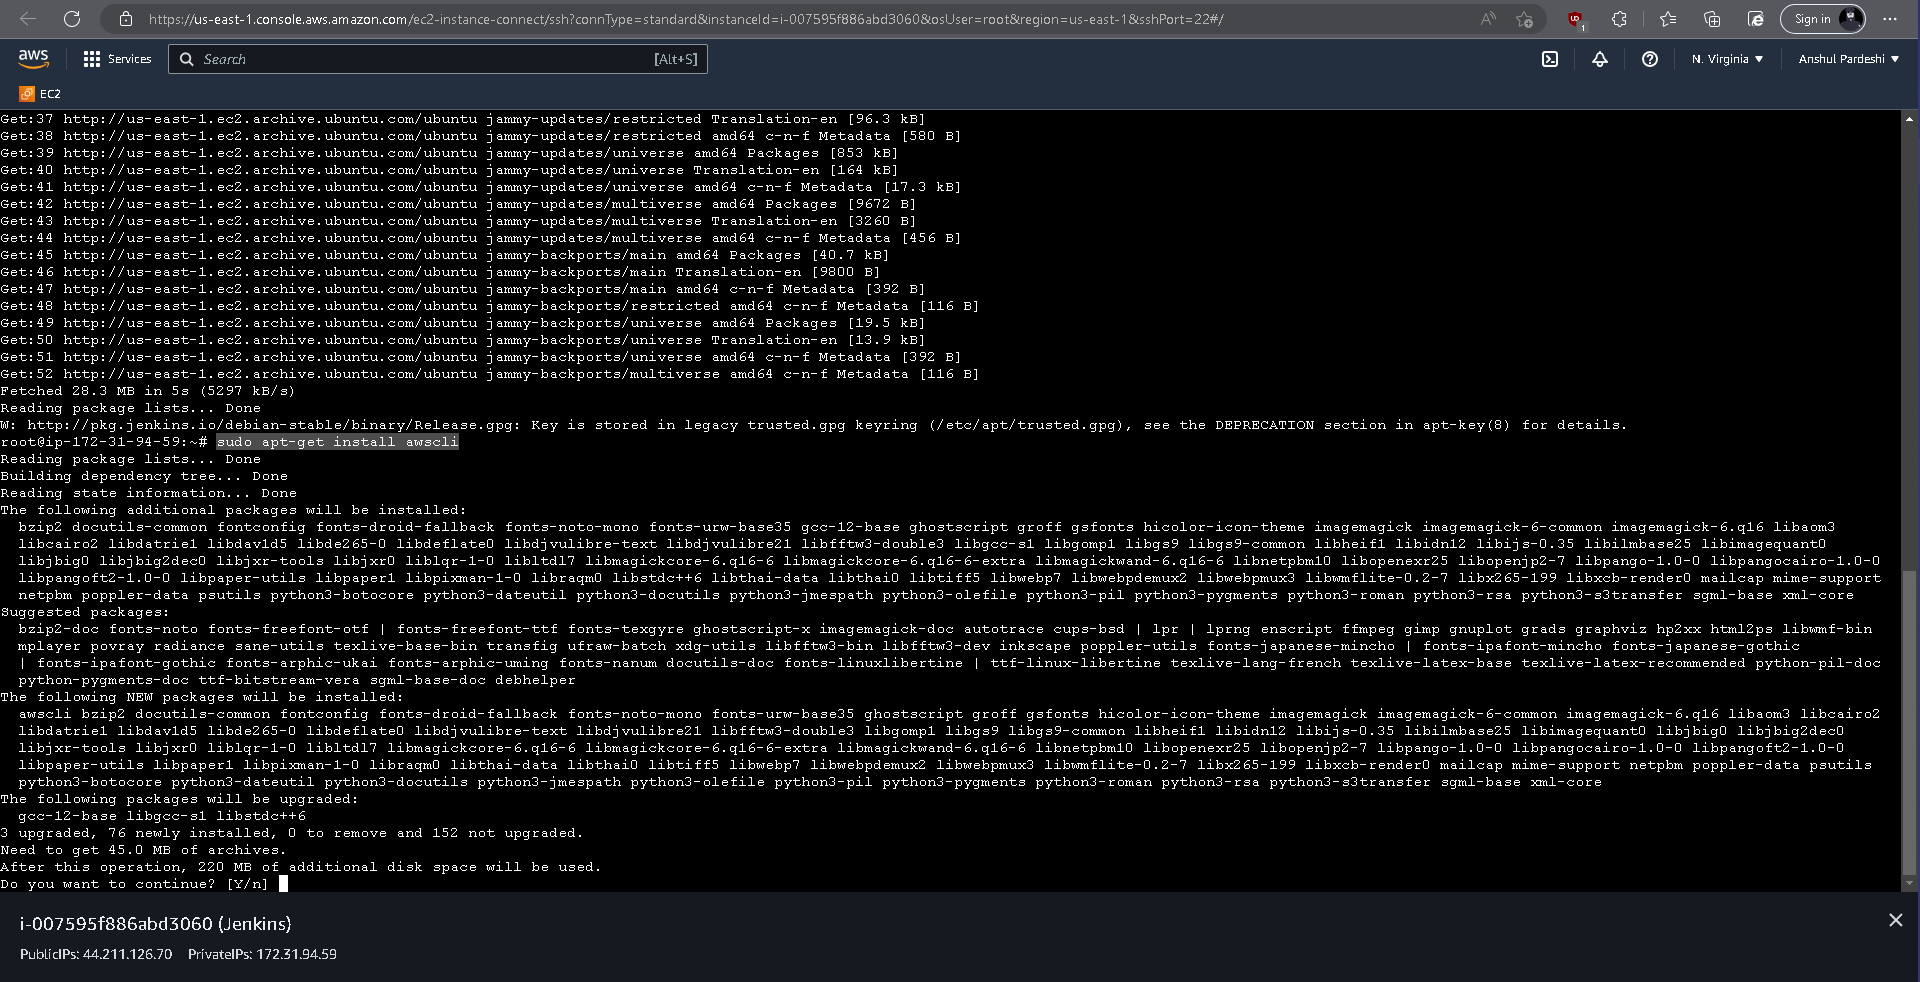 https://us-east-1.console.aws.amazon.com/ec2-instance-connect/ssh?connType=standard&instanceId=i-007595f886abd3060&osUser=root&region=us-east-1&sshPort=22#/
1
Sign in
aws
Services
Search
[Alt+S]
N. Virginia
Anshul Pardeshi
EC2
Get:37 http://us-east-1.ec2.archive.ubuntu.com/ubuntu jammy-updates/restricted Translation-en [96.3 kB]
Get:38 http://us-east-1.ec2.archive.ubuntu.com/ubuntu jammy-updates/restricted amd64 c-n-f Metadata [580 B]
Get:39 http://us-east-1.ec2.archive.ubuntu.com/ubuntu jammy-updates/universe amd64 Packages [853 kB]
Get:40 http://us-east-1.ec2.archive.ubuntu.com/ubuntu jammy-updates/universe Translation-en [164 kB]
Get:41 http://us-east-1.ec2.archive.ubuntu.com/ubuntu jammy-updates/universe amd64 c-n-f Metadata [17.3 kB]
Get:42 http://us-east-1.ec2.archive.ubuntu.com/ubuntu jammy-updates/multiverse amd64 Packages [9672 B]
Get:43 http://us-east-1.ec2.archive.ubuntu.com/ubuntu jammy-updates/multiverse Translation-en [3260 B]
Get:44 http://us-east-1.ec2.archive.ubuntu.com/ubuntu jammy-updates/multiverse amd64 c-n-f Metadata [456 B]
Get:45 http://us-east-1.ec2.archive.ubuntu.com/ubuntu jammy-backports/main amd64 Packages [40.7 kB]
Get:46 http://us-east-1.ec2.archive.ubuntu.com/ubuntu jammy-backports/main Translation-en [9800 B]
Get:47 http://us-east-1.ec2.archive.ubuntu.com/ubuntu jammy-backports/main amd64 c-n-f Metadata [392 B]
Get:48 http://us-east-1.ec2.archive.ubuntu.com/ubuntu jammy-backports/restricted amd64 c-n-f Metadata [116 B]
Get:49 http://us-east-1.ec2.archive.ubuntu.com/ubuntu jammy-backports/universe amd64 Packages [19.5 kB]
Get:50 http://us-east-1.ec2.archive.ubuntu.com/ubuntu jammy-backports/universe Translation-en [13.9 kB]
Get:51 http://us-east-1.ec2.archive.ubuntu.com/ubuntu jammy-backports/universe amd64 c-n-f Metadata [392 B]
Get:52 http://us-east-1.ec2.archive.ubuntu.com/ubuntu jammy-backports/multiverse amd64 c-n-f Metadata [116 B]
Fetched 28.3 MB in 5s (5297 kB/s)
Reading package lists... Done
W: http://pkg.jenkins.io/debian-stable/binary/Release.gpg: Key is stored in legacy trusted.gpg keyring (/etc/apt/trusted.gpg), see the DEPRECATION section in apt-key(8) for details.
root@ip-172-31-94-59:~# sudo apt-get install awscli
Reading package lists... Done
Building dependency tree... Done
Reading state information... Done
The following additional packages will be installed:
bzip2 docutils-common fontconfig fonts-droid-fallback fonts-noto-mono fonts-urw-base35 gcc-12-base ghostscript groff gsfonts hicolor-icon-theme imagemagick imagemagick-6-common imagemagick-6.q16 libaom3
libcairo2 libdatrie1 libdav1d5 libde265-0 libdeflate0 libdjvulibre-text libdjvulibre21 libfftw3-double3 libgcc-s1 libgomp1 libgs9 libgs9-common libheif1 libidn12 libijs-0.35 libilmbase25 libimagequant0
libjbig0 libjbig2dec0 libjxr-tools libjxr0 liblqr-1-0 libltdl7 libmagickcore-6.q16-6 libmagickcore-6.q16-6-extra libmagickwand-6.q16-6 libnetpbm10 libopenexr25 libopenjp2-7 libpango-1.0-0 libpangocairo-1.0-0
libpangoft2-1.0-0 libpaper-utils libpaper1 libpixman-1-0 libraqm0 libstdc++6 libthai-data libthai0 libtiff5 libwebp7 libwebpdemux2 libwebpmux3 libwmflite-0.2-7 libx265-199 libxcb-render0 mailcap mime-support
netpbm poppler-data psutils python3-botocore python3-dateutil python3-docutils python3-jmespath python3-olefile python3-pil python3-pygments python3-roman python3-rsa python3-s3transfer sgml-base xml-core
Suggested packages:
bzip2-doc fonts-noto fonts-freefont-otf | fonts-freefont-ttf fonts-texgyre ghostscript-x imagemagick-doc autotrace cups-bsd | lpr | lprng enscript ffmpeg gimp gnuplot grads graphviz hp2xx html2ps libwmf-bin
mplayer povray radiance sane-utils texlive-base-bin transfig ufraw-batch xdg-utils libfftw3-bin libfftw3-dev inkscape poppler-utils fonts-japanese-mincho | fonts-ipafont-mincho fonts-japanese-gothic
| fonts-ipafont-gothic fonts-arphic-ukai fonts-arphic-uming fonts-nanum docutils-doc fonts-linuxlibertine | ttf-linux-libertine texlive-lang-french texlive-latex-base texlive-latex-recommended python-pil-doc
python-pygments-doc ttf-bitstream-vera sgml-base-doc debhelper
The following NEW packages will be installed:
awscli bzip2 docutils-common fontconfig fonts-droid-fallback fonts-noto-mono fonts-urw-base35 ghostscript groff gsfonts hicolor-icon-theme imagemagick imagemagick-6-common imagemagick-6.q16 libaom3 libcairo2
libdatrie1 libdav1d5 libde265-0 libdeflate0 libdjvulibre-text libdjvulibre21 libfftw3-double3 libgomp1 libgs9 libgs9-common libheif1 libidn12 libijs-0.35 libilmbase25 libimagequant0 libjbig0 libjbig2dec0
libjxr-tools libjxr0 liblqr-1-0 libltdl7 libmagickcore-6.q16-6 libmagickcore-6.q16-6-extra libmagickwand-6.q16-6 libnetpbm10 libopenexr25 libopenjp2-7 libpango-1.0-0 libpangocairo-1.0-0 libpangoft2-1.0-0
libpaper-utils libpaper1 libpixman-1-0 libraqm0 libthai-data libthai0 libtiff5 libwebp7 libwebpdemux2 libwebpmux3 libwmflite-0.2-7 libx265-199 libxcb-render0 mailcap mime-support netpbm poppler-data psutils
python3-botocore python3-dateutil python3-docutils python3-jmespath python3-olefile python3-pil python3-pygments python3-roman python3-rsa python3-s3transfer sgml-base xml-core
The following packages will be upgraded:
gcc-12-base libgcc-s1 libstdc++6
3 upgraded, 76 newly installed, 0 to remove and 152 not upgraded.
Need to get 45.0 MB of archives.
After this operation, 220 MB of additional disk space will be used.
Do you want to continue? [Y/n]
i-007595f886abd3060 (Jenkins)
PublicIPs: 44.211.126.70 PrivateIPs: 172.31.94.59